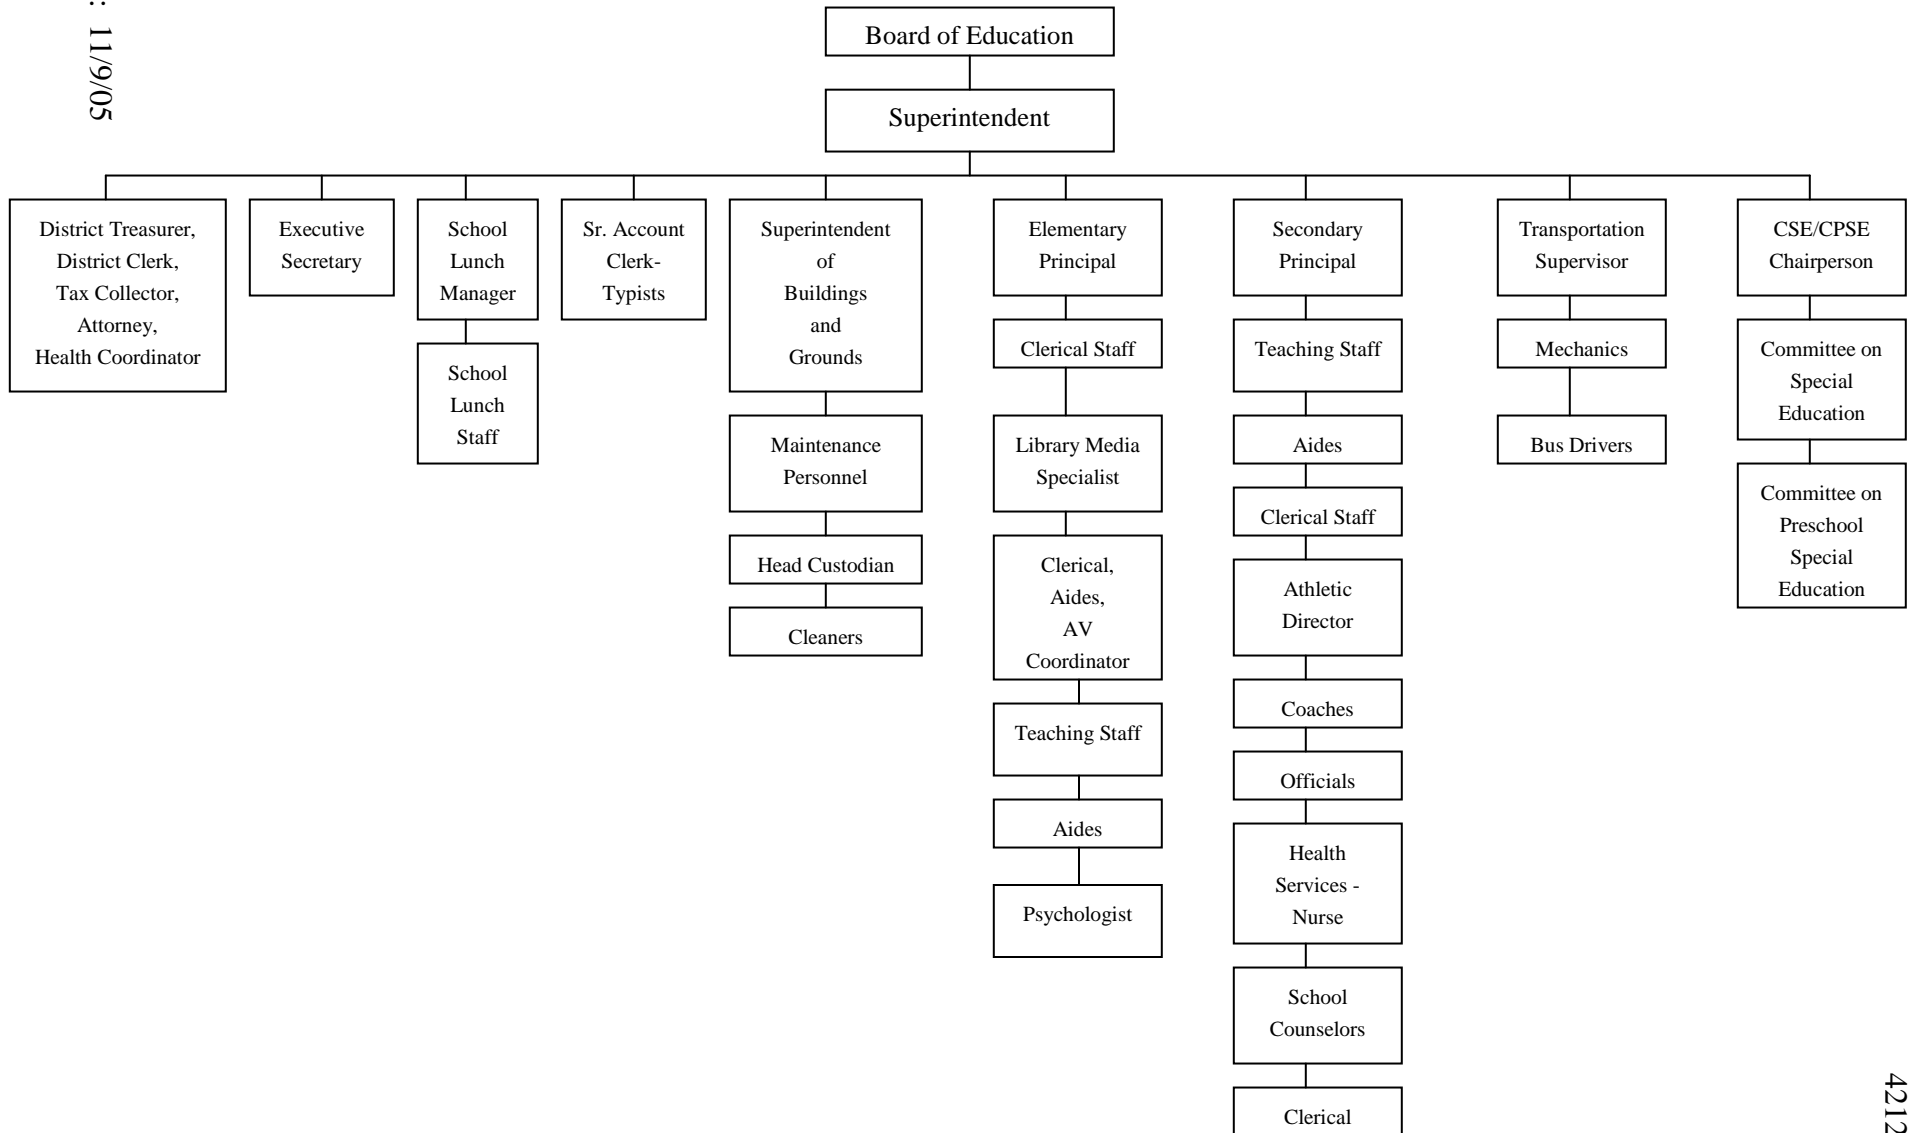 : 11/9/05
Board of Education
Superintendent
District Treasurer,
District Clerk,
Tax Collector,
Attorney,
Health Coordinator
Executive
Secretary
School
Lunch
Manager
School
Lunch
Staff
Sr. Account
Clerk-
Typists
Superintendent
of
Buildings
and
Grounds
Maintenance
Personnel
Head Custodian
Cleaners
Elementary
Principal
Clerical Staff
Library Media
Specialist
Clerical,
Aides,
AV
Coordinator
Teaching Staff
Aides
Psychologist
Secondary
Principal
Teaching Staff
Aides
Clerical Staff
Athletic
Director
Coaches
Officials
Health
Services -
Nurse
School
Counselors
Clerical
Transportation
Supervisor
Mechanics
Bus Drivers
CSE/CPSE
Chairperson
Committee on
Special
Education
Committee on
Preschool
Special
Education
4212